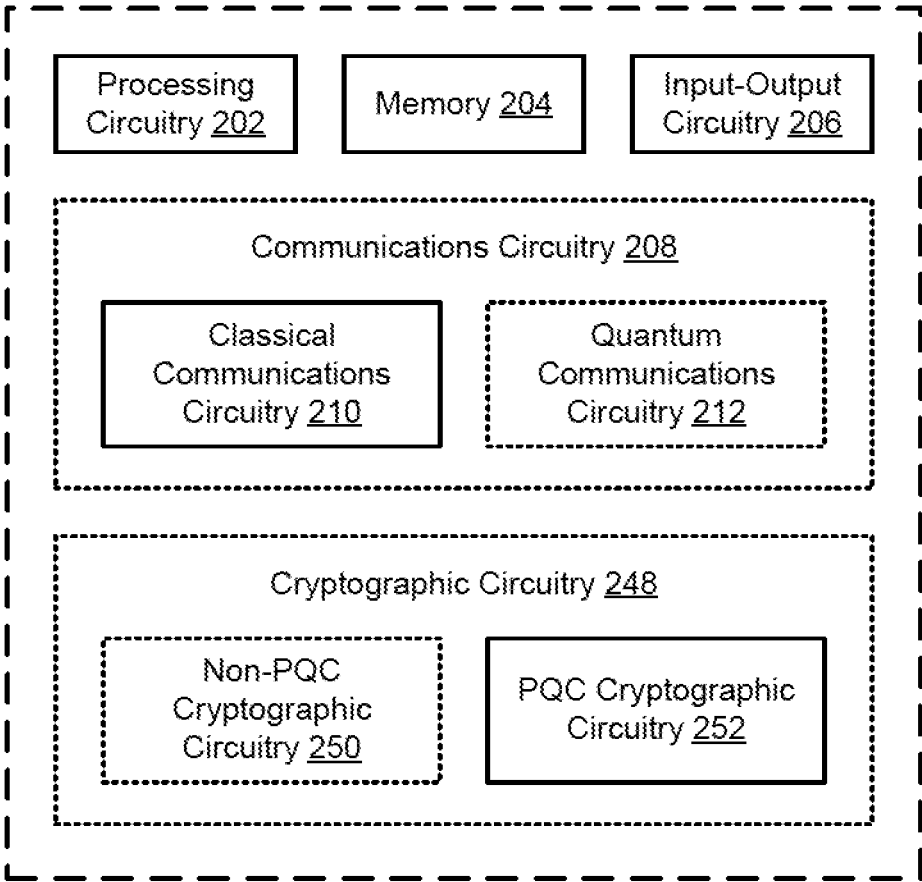 Processing
Circuitry 202
Memory 204
Input-Output
Circuitry 206
Communications Circuitry 208
Classical
Communications
Circuitry 210
Quantum
Communications
Circuitry 212
Cryptographic Circuitry 248
Non-PQC
Cryptographic
Circuitry 250
PQC Cryptographic
Circuitry 252